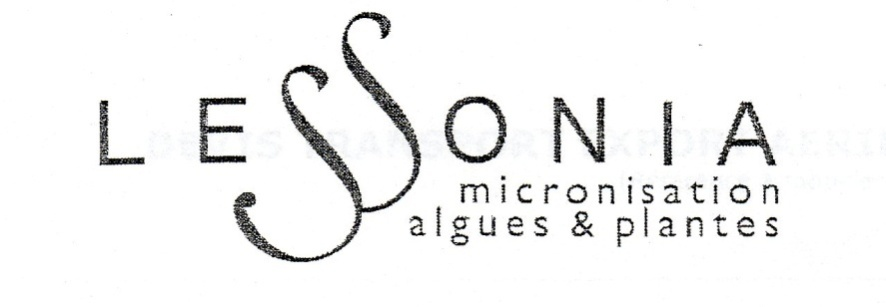 LESSONIA
micronisation
algues & plantes